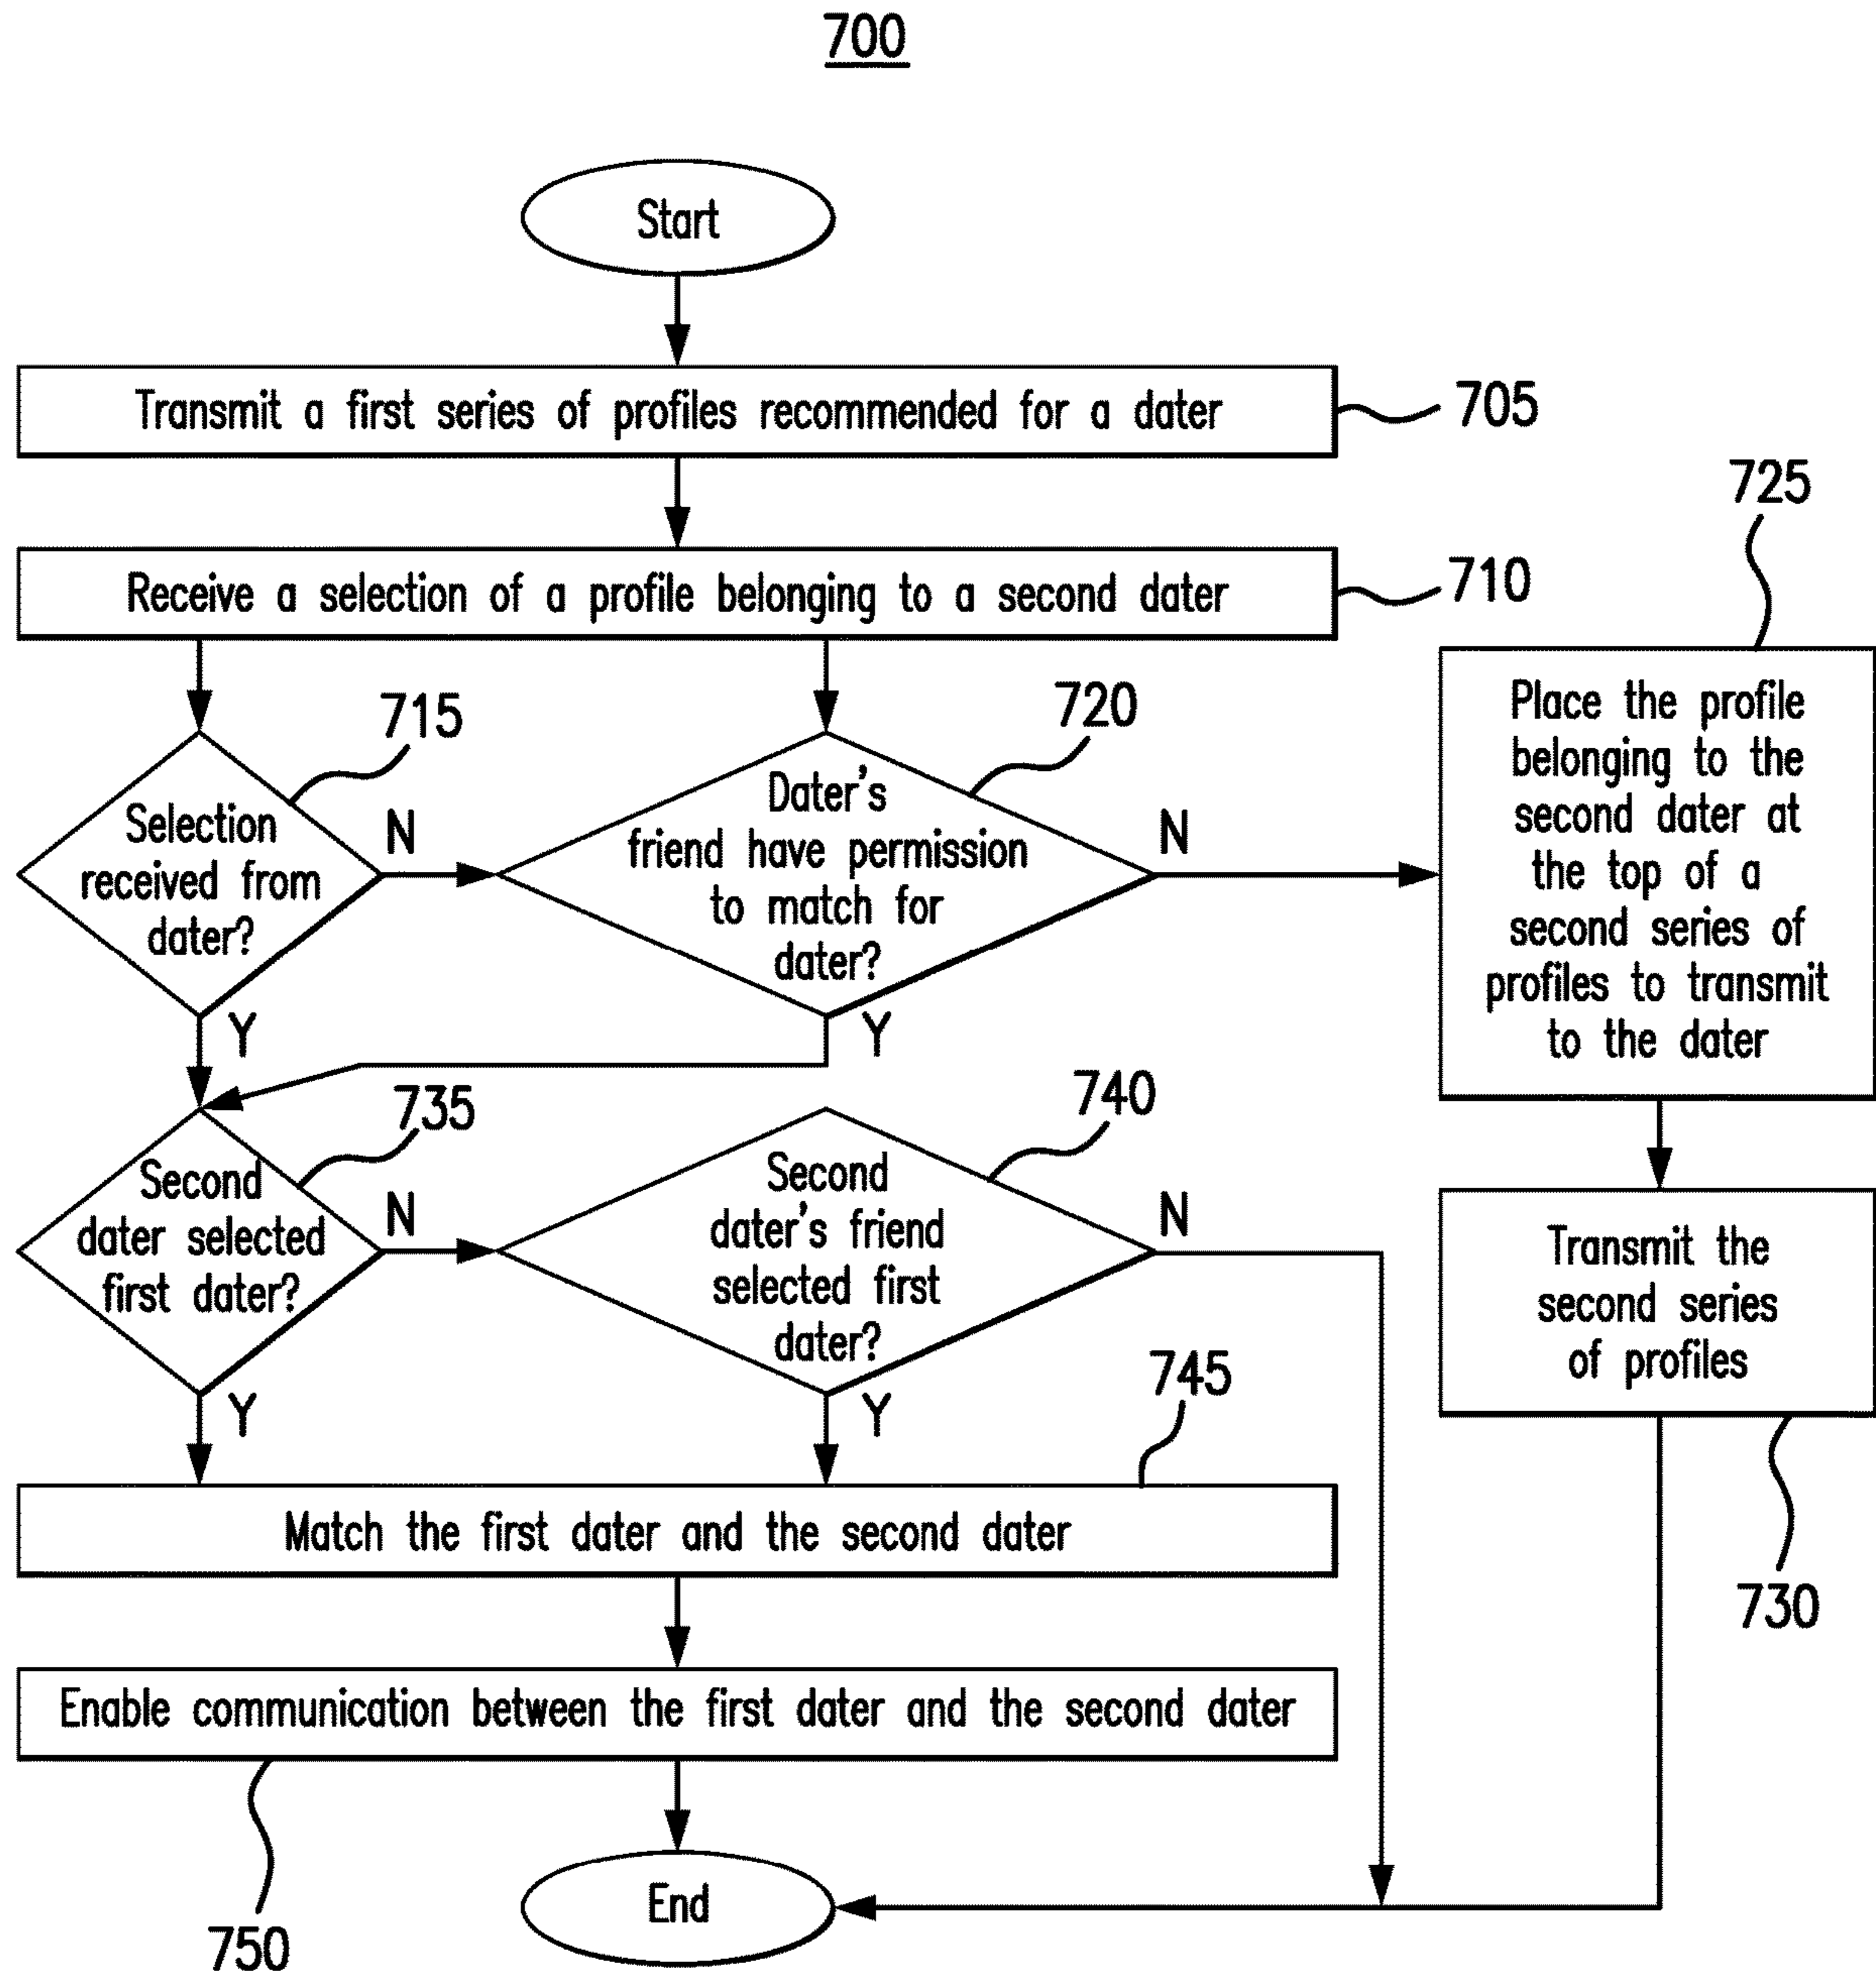 700
Start
Transmit a first series of profiles recommended for a dater
705
Receive a selection of a profile belonging to a second dater
710
715
Selection
received from
dater?
N
Y
720
Dater's
friend have permission
to match for
dater?
N
Y
725
Place the profile
belonging to the
second dater at
the top of a
second series of
profiles to transmit
to the dater
Transmit the
second series
of profiles
730
735
Second
dater selected
first dater?
N
Y
740
Second
dater's friend
selected first
dater?
N
Y
745
Match the first dater and the second dater
Enable communication between the first dater and the second dater
750
End